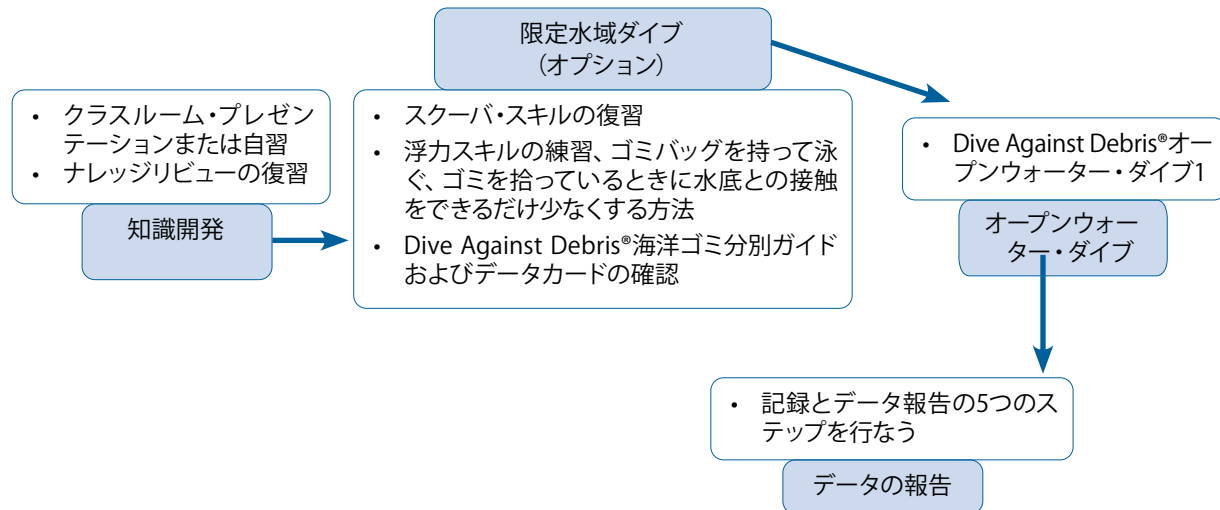 限定水域ダイブ
（オプション）
• クラスルーム・プレゼン
テーションまたは自習
• ナレッジリビューの復習
知識開発
• スクーバ・スキルの復習
• 浮力スキルの練習、ゴミバッグを持って泳
ぐ、ゴミを拾っているときに水底との接触
をできるだけ少なくする方法
• Dive Against Debris®海洋ゴミ分別ガイド
およびデータカードの確認
• Dive Against Debris®オー
プンウォーター・ダイブ1
オープンウォー
ター・ダイブ
• 記録とデータ報告の5つのス
テップを行なう
データの報告